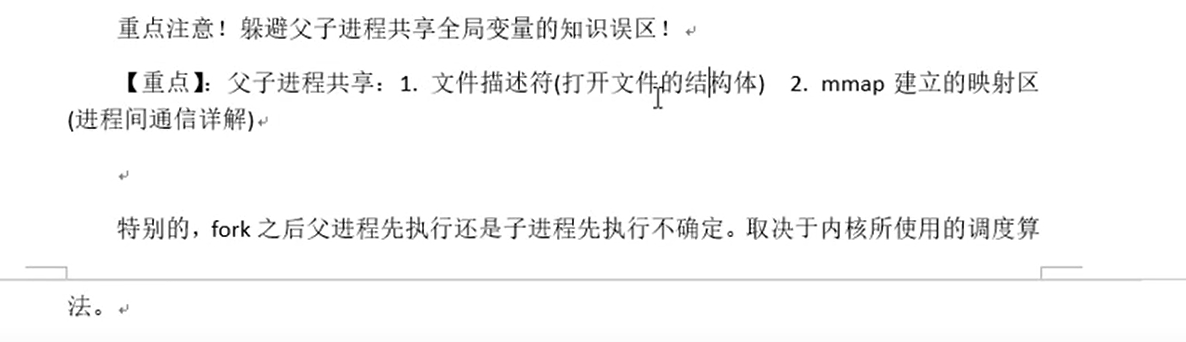 重点注意！躲避父子进程共享全局变量的知识误区！
【重点】：父子进程共享：1. 文件描述符(打开文件的结构体) 2. mmap 建立的映射区
(进程间通信详解)
特别的，fork 之后父进程先执行还是子进程先执行不确定。取决于内核所使用的调度算
法。